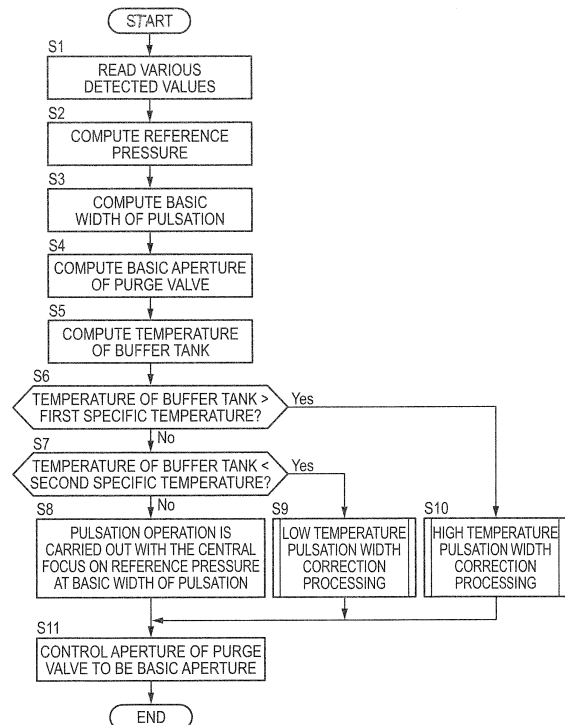 START
S1
READ VARIOUS
DETECTED VALUES
S2
COMPUTE REFERENCE
PRESSURE
S3
COMPUTE BASIC
WIDTH OF PULSATION
S4
COMPUTE BASIC APERTURE
OF PURGE VALVE
S5
COMPUTE TEMPERATURE
OF BUFFER TANK
S6
TEMPERATURE OF BUFFER TANK >
FIRST SPECIFIC TEMPERATURE?
Yes
No
S7
TEMPERATURE OF BUFFER TANK <
SECOND SPECIFIC TEMPERATURE?
Yes
No
S8
PULSATION OPERATION IS
CARRIED OUT WITH THE CENTRAL
FOCUS ON REFERENCE PRESSURE
AT BASIC WIDTH OF PULSATION
S9
LOW TEMPERATURE
PULSATION WIDTH
CORRECTION
PROCESSING
S10
HIGH TEMPERATURE
PULSATION WIDTH
CORRECTION
PROCESSING
S11
CONTROL APERTURE OF PURGE
VALVE TO BE BASIC APERTURE
END